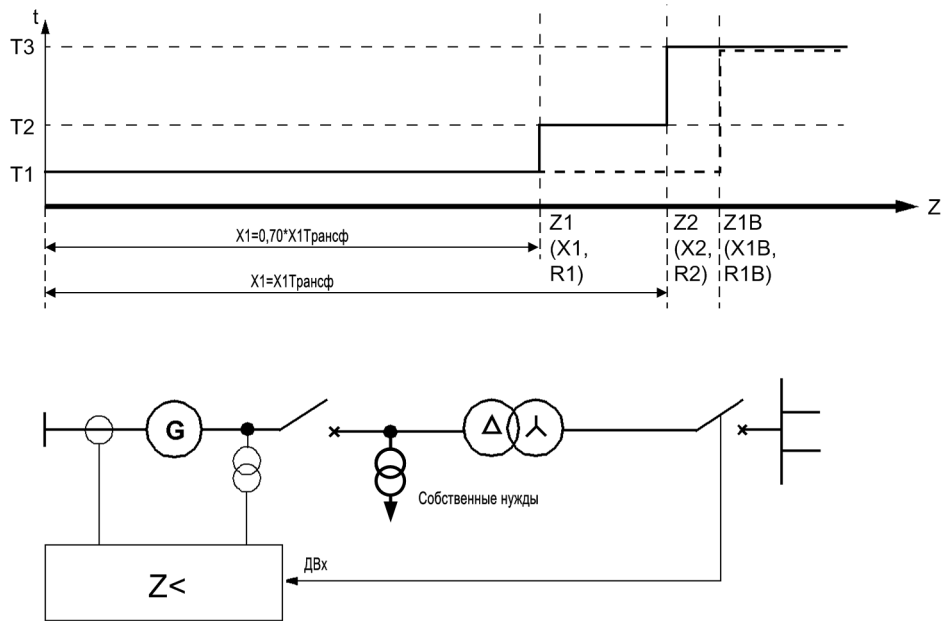 t
T3
T2
T1
Z
X1=0,70*X1Трансф
Z1
(X1,
R1)
Z2
(X2,
R2)
Z1B
(X1B,
R1B)
X1=X1Трансф
G
Δ
Собственные нужды
ДВх
Z<